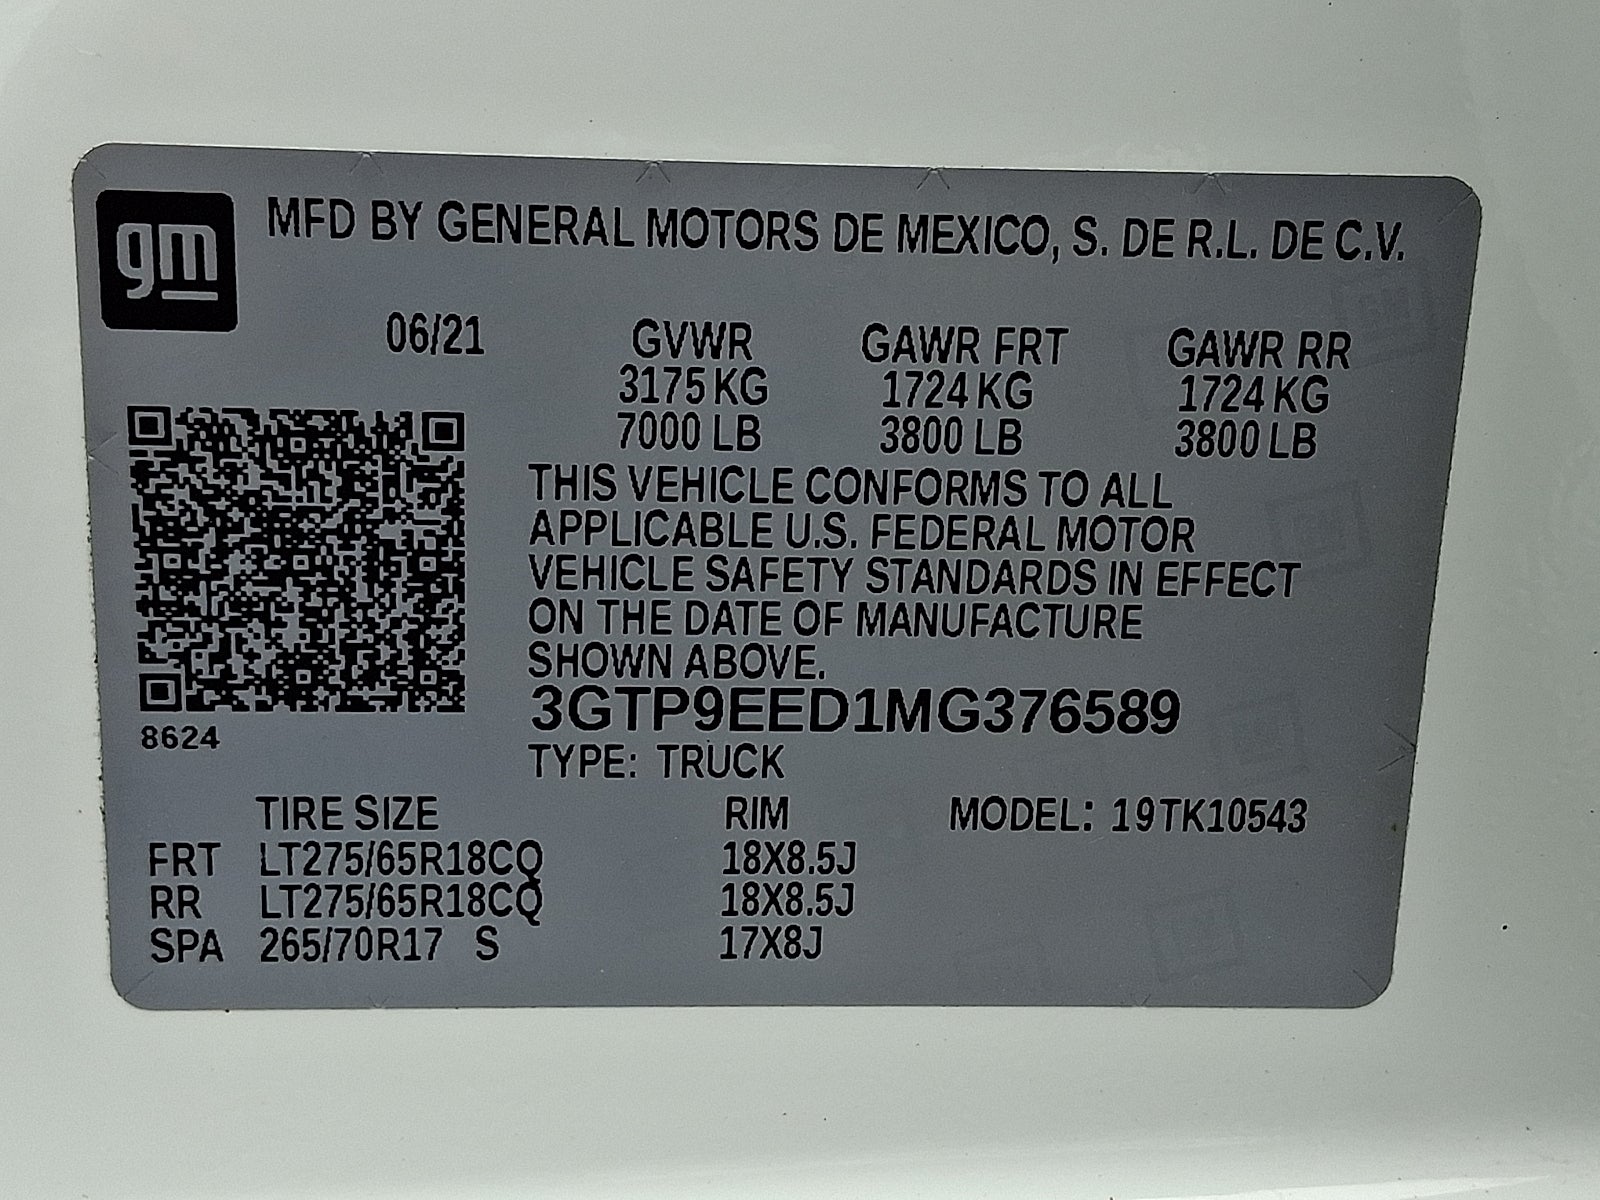 gm MFD BY GENERAL MOTORS DE MEXICO, S. DE R.L. DE C.V.
06/21 GVWR GAWR FRT GAWR RR
3175 KG 1724 KG 1724 KG
7000 LB 3800 LB 3800 LB
THIS VEHICLE CONFORMS TO ALL
APPLICABLE U.S. FEDERAL MOTOR
VEHICLE SAFETY STANDARDS IN EFFECT
ON THE DATE OF MANUFACTURE
SHOWN ABOVE.
3GTP9EED1MG376589
8624
TYPE: TRUCK
TIRE SIZE RIM MODEL: 19TK10543
FRT LT275/65R18CQ 18X8.5J
RR LT275/65R18CQ 18X8.5J
SPA 265/70R17 S 17X8J